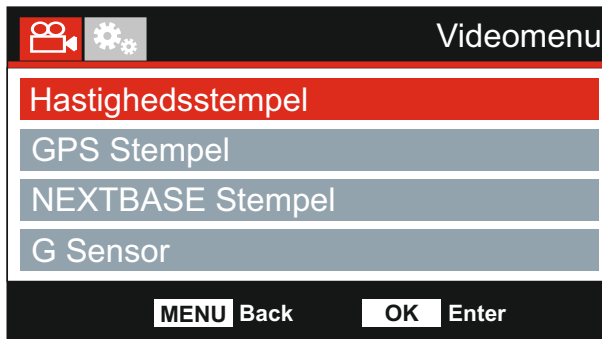 Videomenu
Hastighedsstempel
GPS Stempel
NEXTBASE Stempel
G Sensor
MENU Back OK Enter